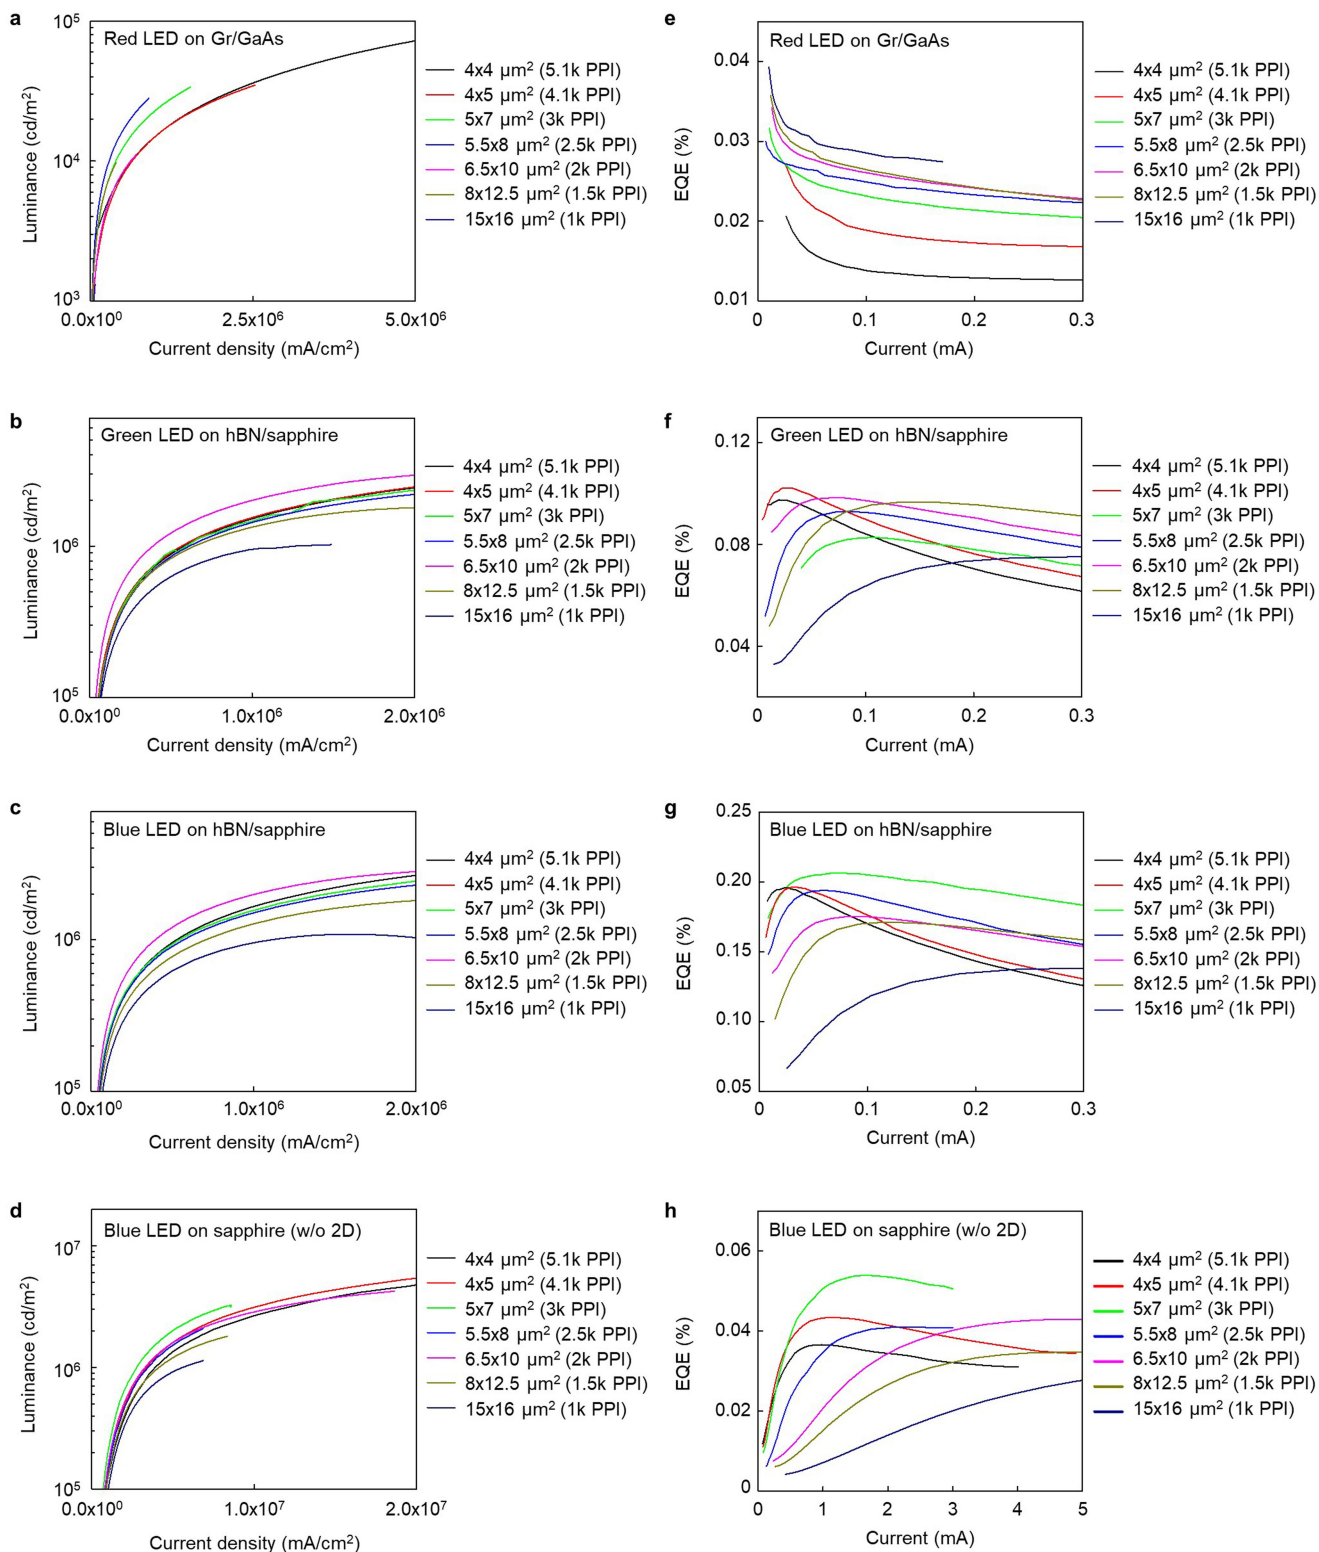 a
Red LED on Gr/GaAs
Luminance (cd/m²)
10⁵
10⁴
10³
0.0x10⁰ 2.5x10⁶ 5.0x10⁶
Current density (mA/cm²)
4x4 µm² (5.1k PPI)
4x5 µm² (4.1k PPI)
5x7 µm² (3k PPI)
5.5x8 µm² (2.5k PPI)
6.5x10 µm² (2k PPI)
8x12.5 µm² (1.5k PPI)
15x16 µm² (1k PPI)
e
Red LED on Gr/GaAs
EQE (%)
0.04
0.03
0.02
0.01
0 0.1 0.2 0.3
Current (mA)
4x4 µm² (5.1k PPI)
4x5 µm² (4.1k PPI)
5x7 µm² (3k PPI)
5.5x8 µm² (2.5k PPI)
6.5x10 µm² (2k PPI)
8x12.5 µm² (1.5k PPI)
15x16 µm² (1k PPI)
b
Green LED on hBN/sapphire
Luminance (cd/m²)
10⁶
10⁵
0.0x10⁰ 1.0x10⁶ 2.0x10⁶
Current density (mA/cm²)
4x4 µm² (5.1k PPI)
4x5 µm² (4.1k PPI)
5x7 µm² (3k PPI)
5.5x8 µm² (2.5k PPI)
6.5x10 µm² (2k PPI)
8x12.5 µm² (1.5k PPI)
15x16 µm² (1k PPI)
f
Green LED on hBN/sapphire
EQE (%)
0.12
0.08
0.04
0 0.1 0.2 0.3
Current (mA)
4x4 µm² (5.1k PPI)
4x5 µm² (4.1k PPI)
5x7 µm² (3k PPI)
5.5x8 µm² (2.5k PPI)
6.5x10 µm² (2k PPI)
8x12.5 µm² (1.5k PPI)
15x16 µm² (1k PPI)
c
Blue LED on hBN/sapphire
Luminance (cd/m²)
10⁶
10⁵
0.0x10⁰ 1.0x10⁶ 2.0x10⁶
Current density (mA/cm²)
4x4 µm² (5.1k PPI)
4x5 µm² (4.1k PPI)
5x7 µm² (3k PPI)
5.5x8 µm² (2.5k PPI)
6.5x10 µm² (2k PPI)
8x12.5 µm² (1.5k PPI)
15x16 µm² (1k PPI)
g
Blue LED on hBN/sapphire
EQE (%)
0.25
0.20
0.15
0.10
0.05
0 0.1 0.2 0.3
Current (mA)
4x4 µm² (5.1k PPI)
4x5 µm² (4.1k PPI)
5x7 µm² (3k PPI)
5.5x8 µm² (2.5k PPI)
6.5x10 µm² (2k PPI)
8x12.5 µm² (1.5k PPI)
15x16 µm² (1k PPI)
d
Blue LED on sapphire (w/o 2D)
Luminance (cd/m²)
10⁷
10⁶
10⁵
0.0x10⁰ 1.0x10⁷ 2.0x10⁷
Current density (mA/cm²)
4x4 µm² (5.1k PPI)
4x5 µm² (4.1k PPI)
5x7 µm² (3k PPI)
5.5x8 µm² (2.5k PPI)
6.5x10 µm² (2k PPI)
8x12.5 µm² (1.5k PPI)
15x16 µm² (1k PPI)
h
Blue LED on sapphire (w/o 2D)
EQE (%)
0.06
0.04
0.02
0
0 1 2 3 4 5
Current (mA)
4x4 µm² (5.1k PPI)
4x5 µm² (4.1k PPI)
5x7 µm² (3k PPI)
5.5x8 µm² (2.5k PPI)
6.5x10 µm² (2k PPI)
8x12.5 µm² (1.5k PPI)
15x16 µm² (1k PPI)